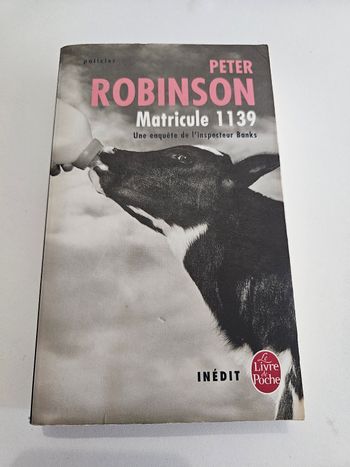 policier
PETER
ROBINSON
Matricule 1139
Une enquête de l'inspecteur Banks
INÉDIT
Le
Livre
de
Poche